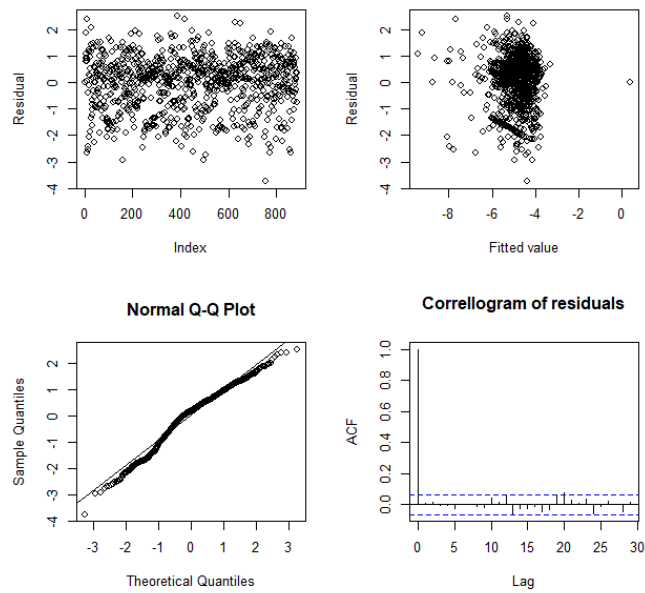 Residual
2
1
0
-1
-2
-3
-4
0 200 400 600 800
Index
Residual
2
1
0
-1
-2
-3
-4
-8 -6 -4 -2 0
Fitted value
Normal Q-Q Plot
Sample Quantiles
2
1
0
-1
-2
-3
-4
-3 -2 -1 0 1 2 3
Theoretical Quantiles
Correllogram of residuals
ACF
1.0
0.8
0.6
0.4
0.2
0.0
0 5 10 15 20 25 30
Lag